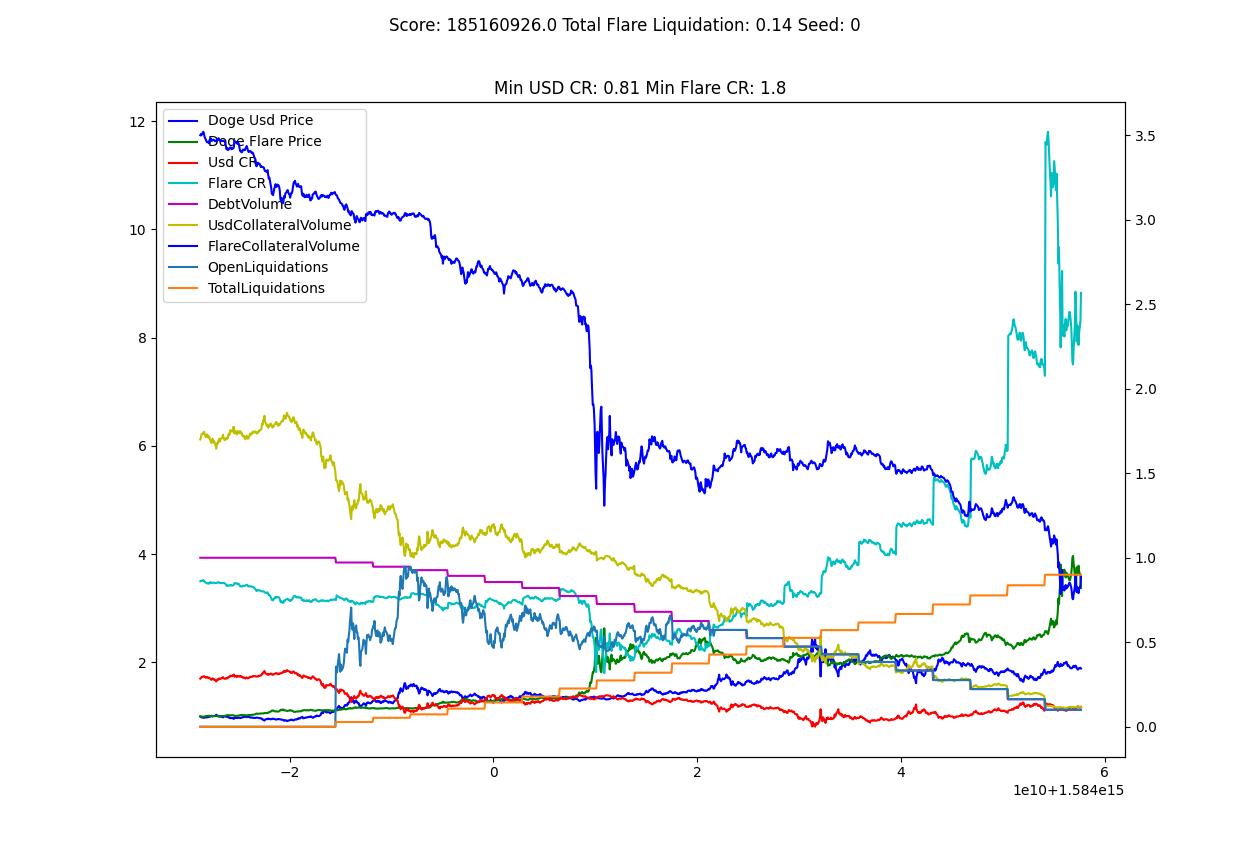 Score: 185160926.0 Total Flare Liquidation: 0.14 Seed: 0
Min USD CR: 0.81 Min Flare CR: 1.8
Doge Usd Price
Doge Flare Price
Usd CR
Flare CR
DebtVolume
UsdCollateralVolume
FlareCollateralVolume
OpenLiquidations
TotalLiquidations
12
10
8
6
4
2
3.5
3.0
2.5
2.0
1.5
1.0
0.5
0.0
−2
0
2
4
6
1e10+1.584e15